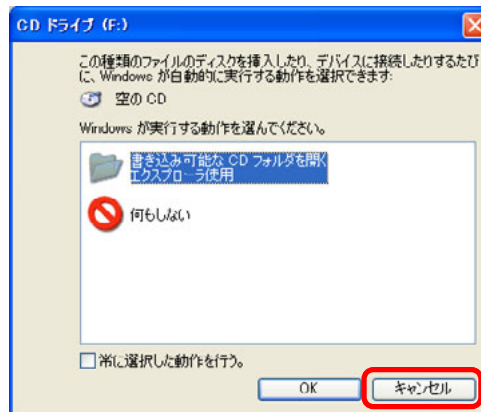 CD ドライブ (F:)
この種類のファイルのディスクを挿入したり、デバイスに接続したりするたび
に、Windows が自動的に実行する動作を選択できます:
空の CD
Windows が実行する動作を選んでください。
書き込み可能な CD フォルダを開く
エクスプローラ使用
何もしない
常に選択した動作を行う。
OK
キャンセル